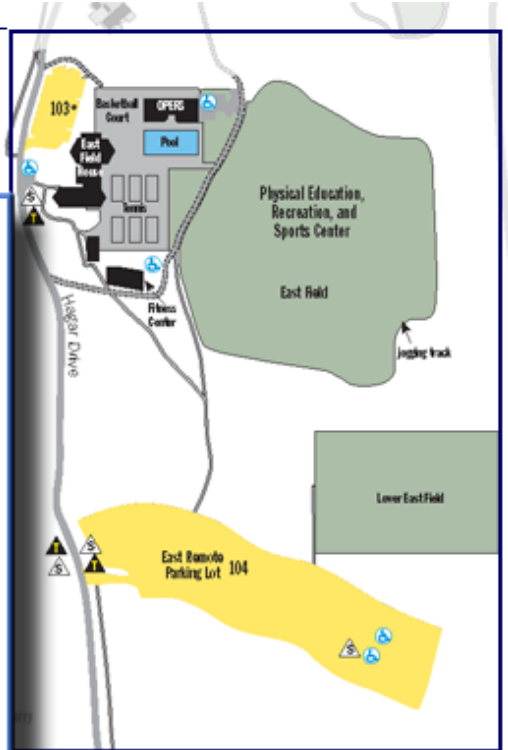 103*
Basketball
Court
OPERS
Pool
East
Field
House
Tennis
Physical Education,
Recreation, and
Sports Center
East Field
Fitness
Center
Hagar Drive
jogging track
Lower East Field
S
T
T
S
S
T
East Remote
Parking Lot 104
S